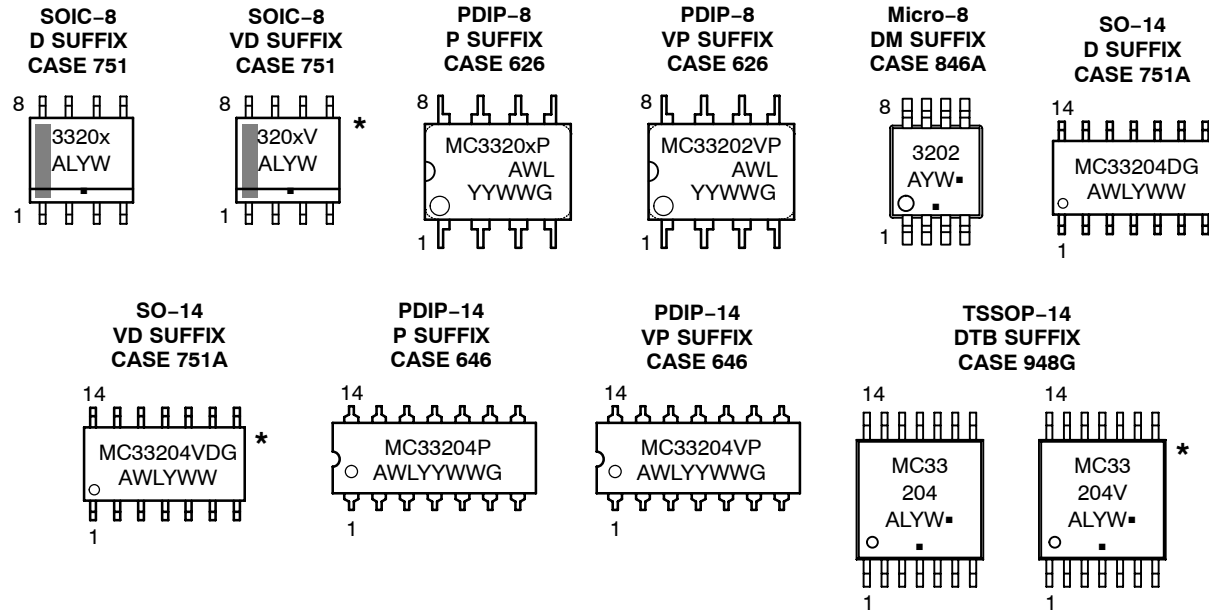 SOIC−8
D SUFFIX
CASE 751
8
3320x
ALYW
1
SOIC−8
VD SUFFIX
CASE 751
8
320xV
ALYW
*
1
PDIP−8
P SUFFIX
CASE 626
8
MC3320xP
AWL
YYWWG
1
PDIP−8
VP SUFFIX
CASE 626
8
MC33202VP
AWL
YYWWG
1
Micro−8
DM SUFFIX
CASE 846A
8
3202
AYW▪
▪
1
SO−14
D SUFFIX
CASE 751A
14
MC33204DG
AWLYWW
1
SO−14
VD SUFFIX
CASE 751A
14
MC33204VDG
AWLYWW
*
1
PDIP−14
P SUFFIX
CASE 646
14
MC33204P
AWLYYWWG
1
PDIP−14
VP SUFFIX
CASE 646
14
MC33204VP
AWLYYWWG
1
TSSOP−14
DTB SUFFIX
CASE 948G
14
MC33
204
ALYW▪
▪
1
14
MC33
204V
ALYW▪
▪
*
1